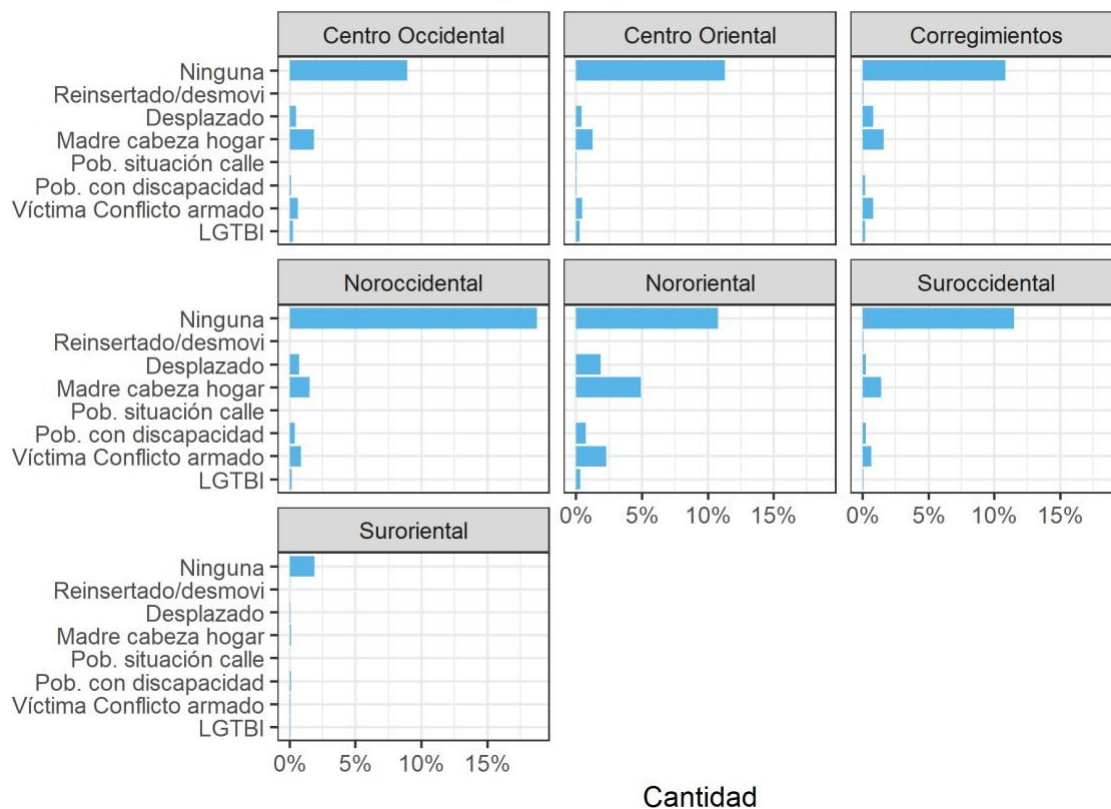 Centro Occidental Centro Oriental Corregimientos
Ninguna
Reinsertado/desmovi
Desplazado
Madre cabeza hogar
Pob. situación calle
Pob. con discapacidad
Víctima Conflicto armado
LGTBI
Noroccidental Nororiental Suroccidental
Ninguna
Reinsertado/desmovi
Desplazado
Madre cabeza hogar
Pob. situación calle
Pob. con discapacidad
Víctima Conflicto armado
LGTBI
0% 5% 10% 15% 0% 5% 10% 15%
Suroriental
Ninguna
Reinsertado/desmovi
Desplazado
Madre cabeza hogar
Pob. situación calle
Pob. con discapacidad
Víctima Conflicto armado
LGTBI
0% 5% 10% 15%
Cantidad